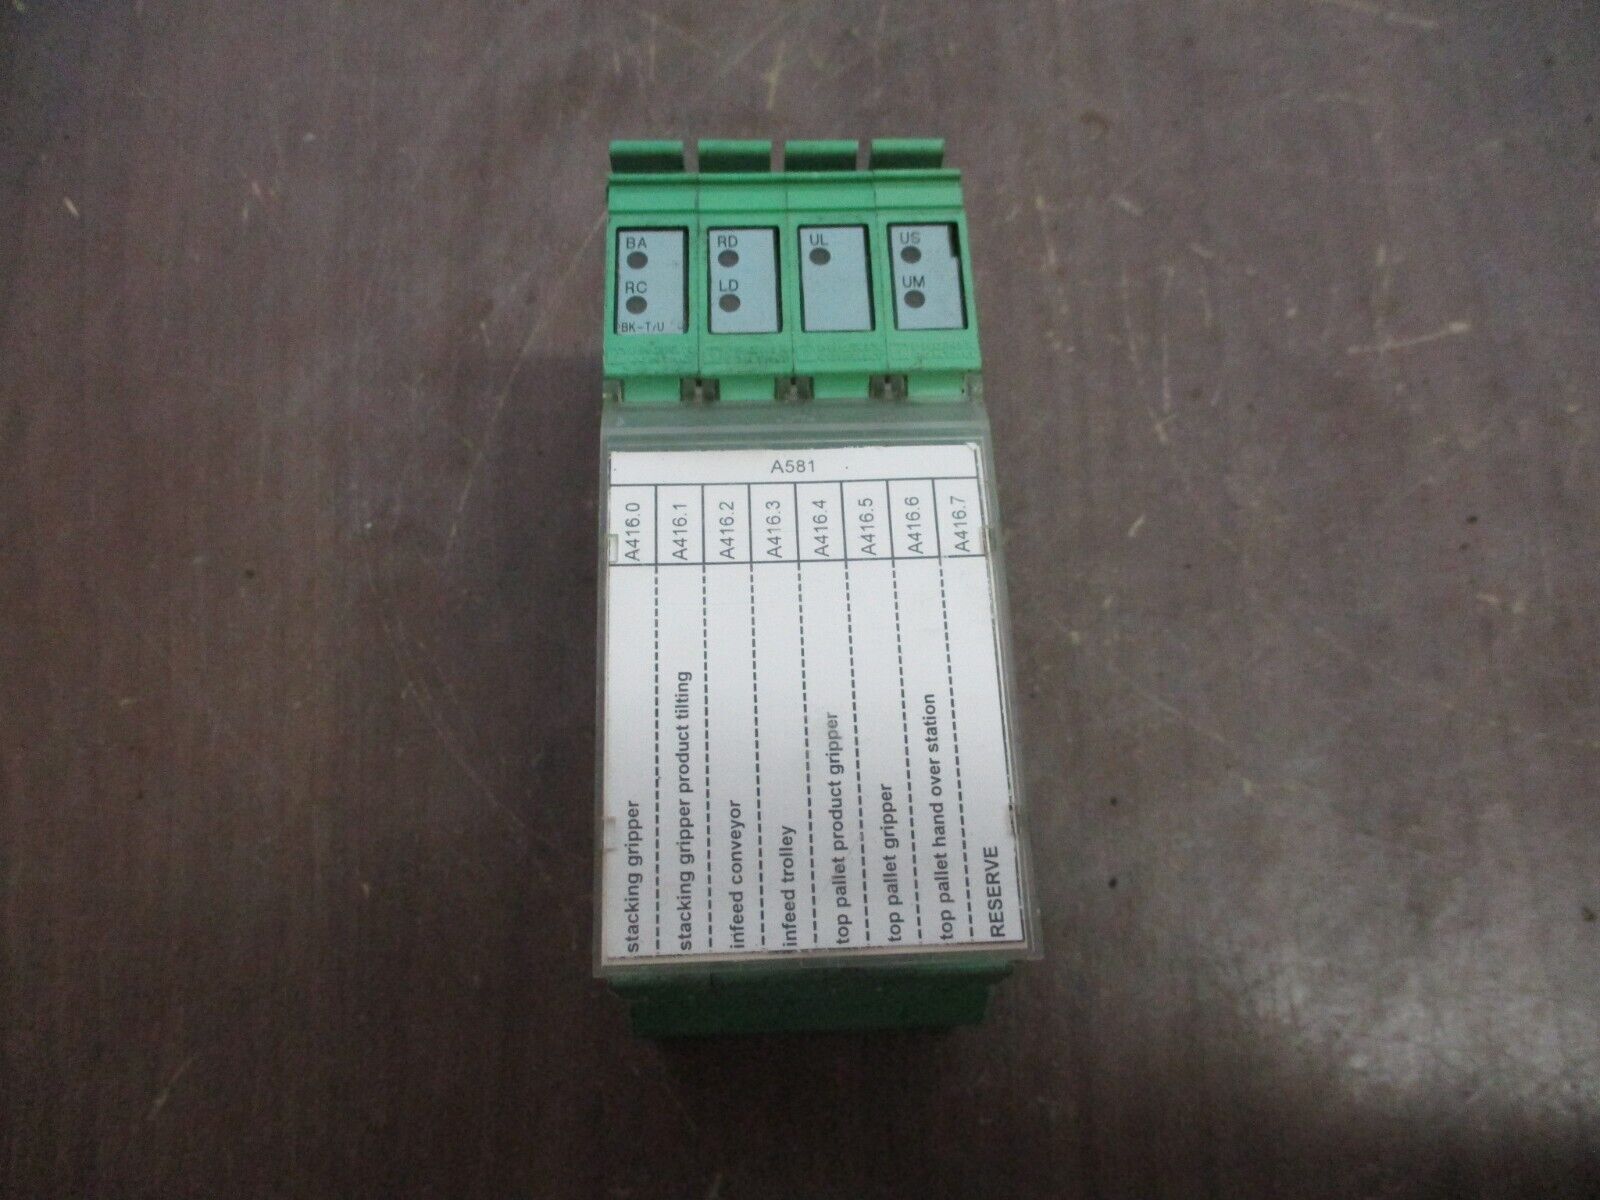 BA
RC
BK-T/U
RD
LD
UL
US
UM
A581
A416.0
A416.1
A416.2
A416.3
A416.4
A416.5
A416.6
A416.7
stacking gripper
stacking gripper product tilting
infeed conveyor
infeed trolley
top pallet product gripper
top pallet gripper
top pallet hand over station
RESERVE